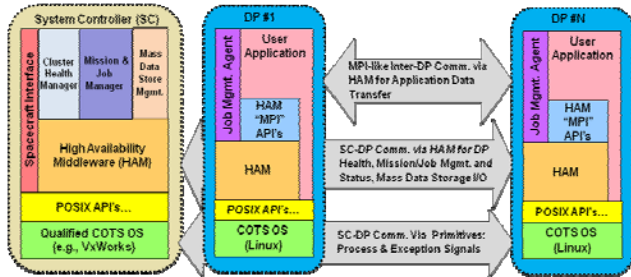 System Controller (SC)
Spacecraft Interface
Cluster
Health
Manager
Mission &
Job
Manager
Mass
Data
Store
Mgmt.
High Availability
Middleware (HAM)
POSIX API's...
Qualified COTS OS
(e.g., VxWorks)
DP #1
Job Mgmt. Agent
User
Application
HAM
"MPI"
API's
HAM
POSIX API's...
COTS OS
(Linux)
MPI-like Inter-DP Comm. via
HAM for Application Data
Transfer
SC-DP Comm. via HAM for DP
Health, Mission/Job Mgmt. and
Status, Mass Data Storage I/O
SC-DP Comm. Via Primitives:
Process & Exception Signals
DP #N
Job Mgmt. Agent
User
Application
HAM
"MPI"
API's
HAM
POSIX API's...
COTS OS
(Linux)